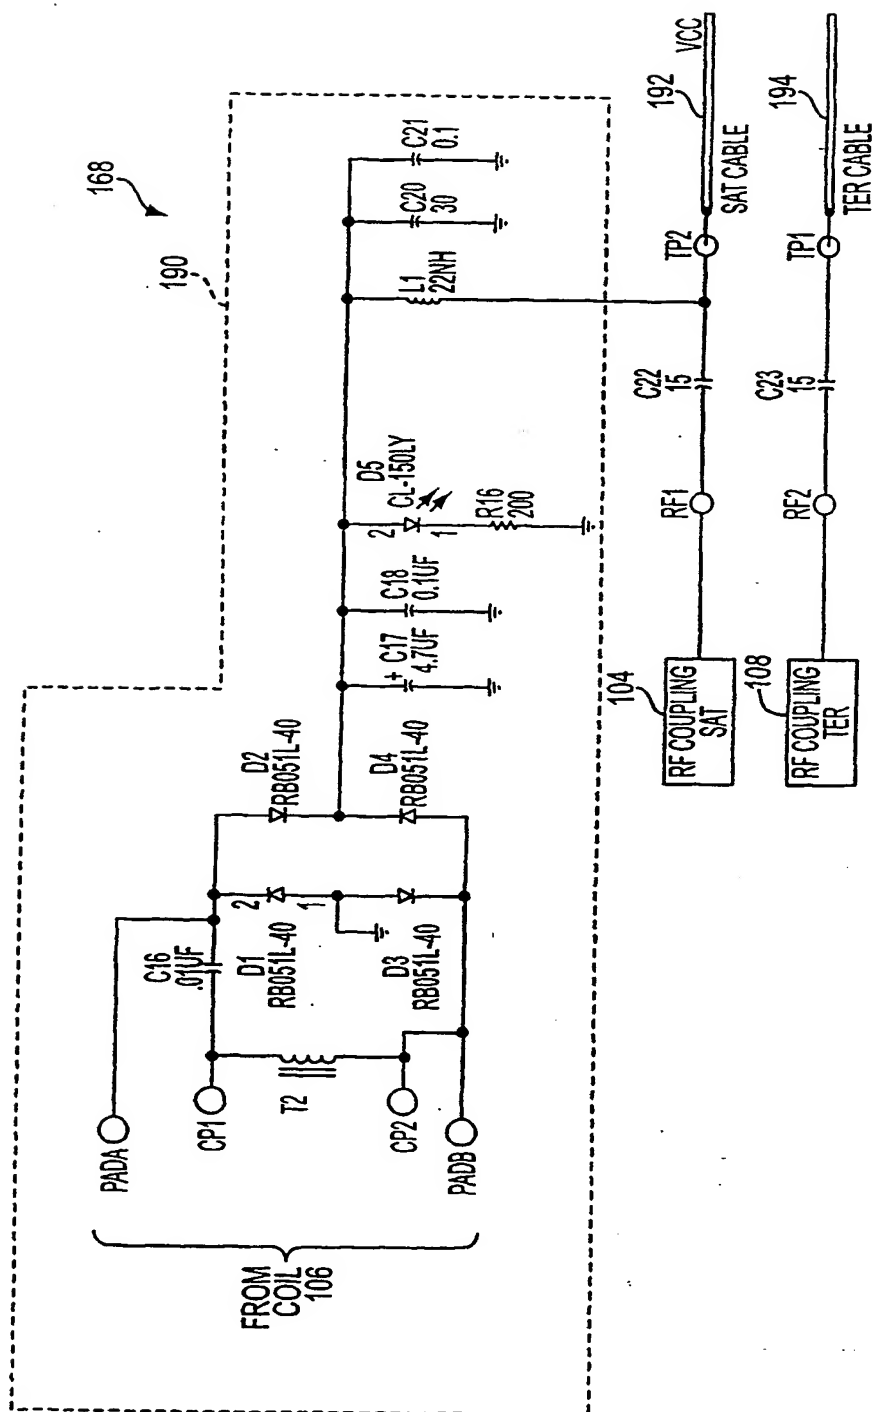 168
190
FROM
COIL
106
PADA
CP1
CP2
PADB
T2
C16
.01UF
D1
RB051L-40
2
1
D3
RB051L-40
D2
RB051L-40
D4
RB051L-40
+ C17
4.7UF
C18
0.1UF
D5
CL-150LY
2
1
R16
200
L1
22NH
C20
30
C21
0.1
104
RF COUPLING
SAT
RF1
C22
15
TP2
192
VCC
SAT CABLE
108
RF COUPLING
TER
RF2
C23
15
TP1
194
TER CABLE